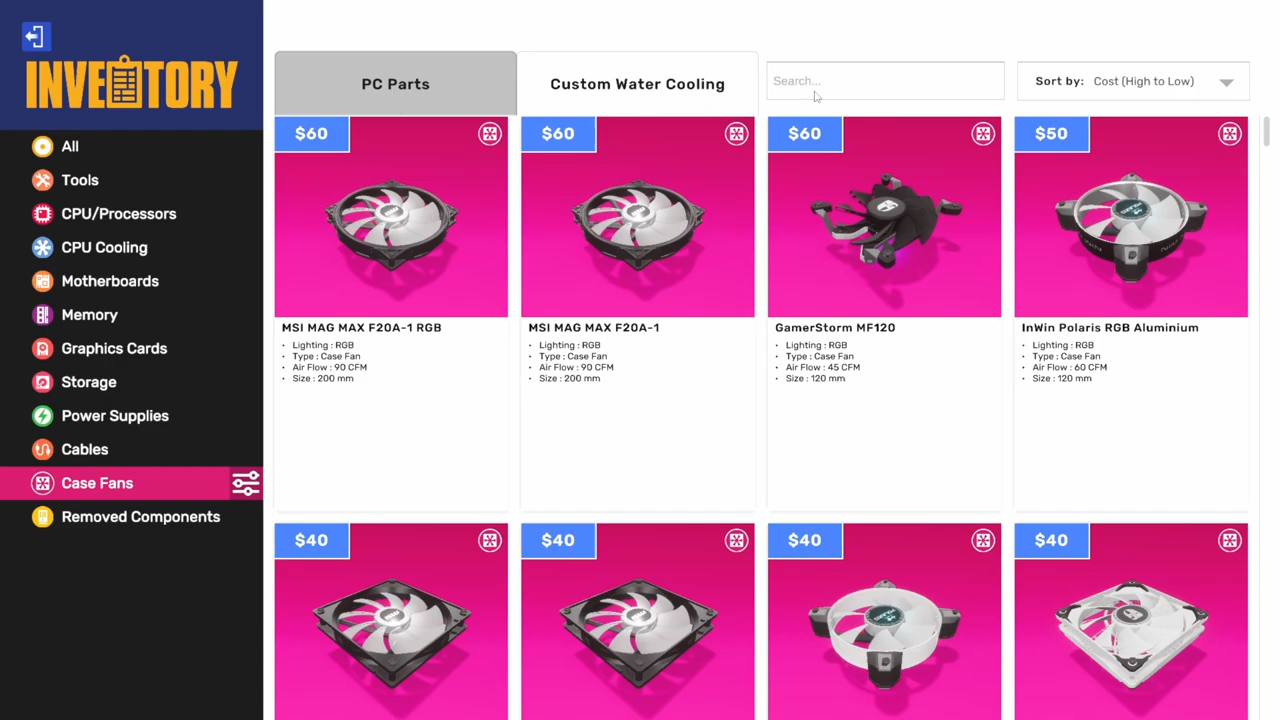 INVENTORY
All
Tools
CPU/Processors
CPU Cooling
Motherboards
Memory
Graphics Cards
Storage
Power Supplies
Cables
Case Fans
Removed Components
PC Parts
Custom Water Cooling
Search...
Sort by: Cost (High to Low)
$60
MSI MAG MAX F20A-1 RGB
• Lighting : RGB
• Type : Case Fan
• Air Flow : 90 CFM
• Size : 200 mm
$60
MSI MAG MAX F20A-1
• Lighting : RGB
• Type : Case Fan
• Air Flow : 90 CFM
• Size : 200 mm
$60
GamerStorm MF120
• Lighting : RGB
• Type : Case Fan
• Air Flow : 45 CFM
• Size : 120 mm
$50
InWin Polaris RGB Aluminium
• Lighting : RGB
• Type : Case Fan
• Air Flow : 60 CFM
• Size : 120 mm
$40
$40
$40
$40